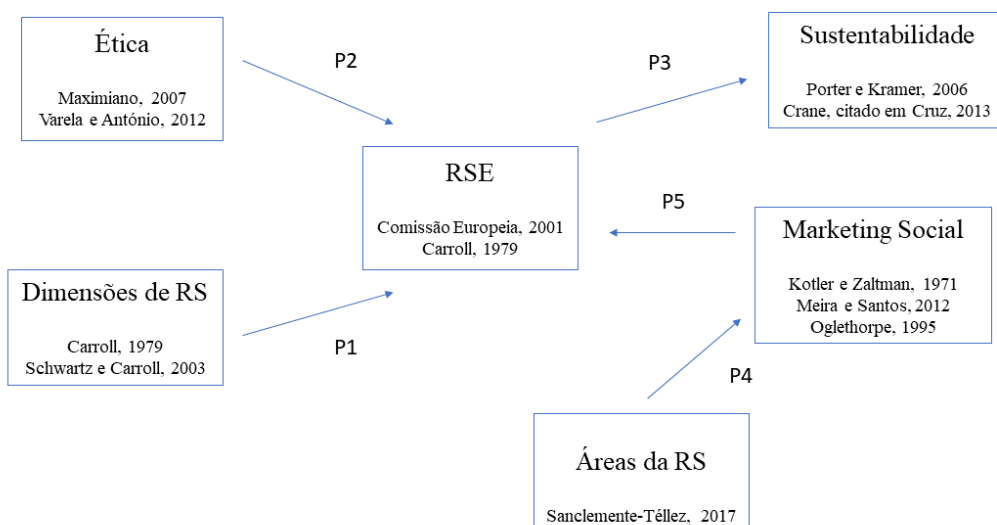 Ética
Maximiano, 2007
Varela e António, 2012
P2
P3
Sustentabilidade
Porter e Kramer, 2006
Crane, citado em Cruz, 2013
RSE
Comissão Europeia, 2001
Carroll, 1979
P5
Marketing Social
Kotler e Zaltman, 1971
Meira e Santos, 2012
Oglethorpe, 1995
Dimensões de RS
Carroll, 1979
Schwartz e Carroll, 2003
P1
P4
Áreas da RS
Sanclemente-Téllez, 2017